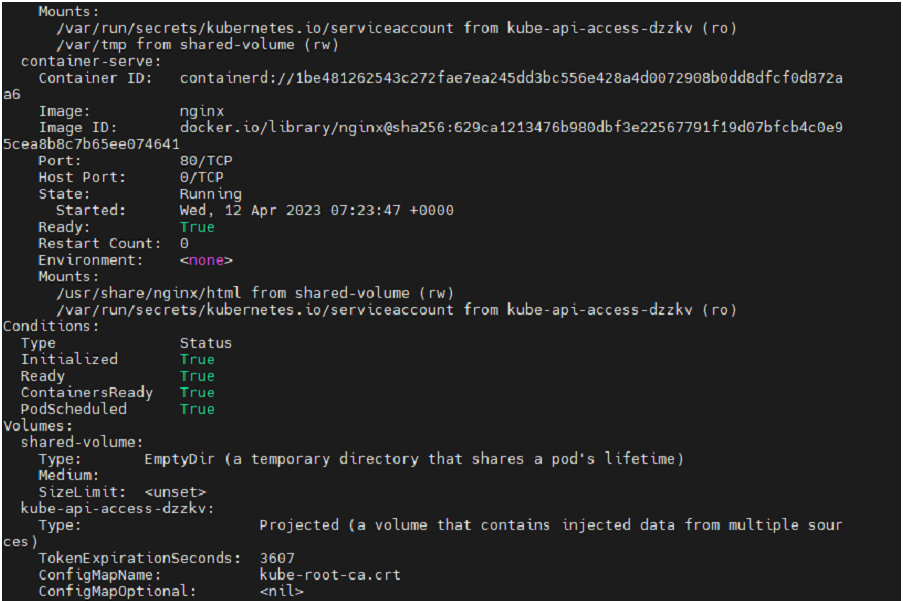 Mounts:
/var/run/secrets/kubernetes.io/serviceaccount from kube-api-access-dzzkv (ro)
/var/tmp from shared-volume (rw)
container-serve:
Container ID: containerd://1be481262543c272fae7ea245dd3bc556e428a4d0072908b0dd8dfcf0d872a
a6
Image: nginx
Image ID: docker.io/library/nginx@sha256:629ca1213476b980dbf3e22567791f19d07bfcb4c0e9
5cea8b8c7b65ee074641
Port: 80/TCP
Host Port: 0/TCP
State: Running
Started: Wed, 12 Apr 2023 07:23:47 +0000
Ready: True
Restart Count: 0
Environment: <none>
Mounts:
/usr/share/nginx/html from shared-volume (rw)
/var/run/secrets/kubernetes.io/serviceaccount from kube-api-access-dzzkv (ro)
Conditions:
Type Status
Initialized True
Ready True
ContainersReady True
PodScheduled True
Volumes:
shared-volume:
Type: EmptyDir (a temporary directory that shares a pod's lifetime)
Medium:
SizeLimit: <unset>
kube-api-access-dzzkv:
Type: Projected (a volume that contains injected data from multiple sour
ces)
TokenExpirationSeconds: 3607
ConfigMapName: kube-root-ca.crt
ConfigMapOptional: <nil>